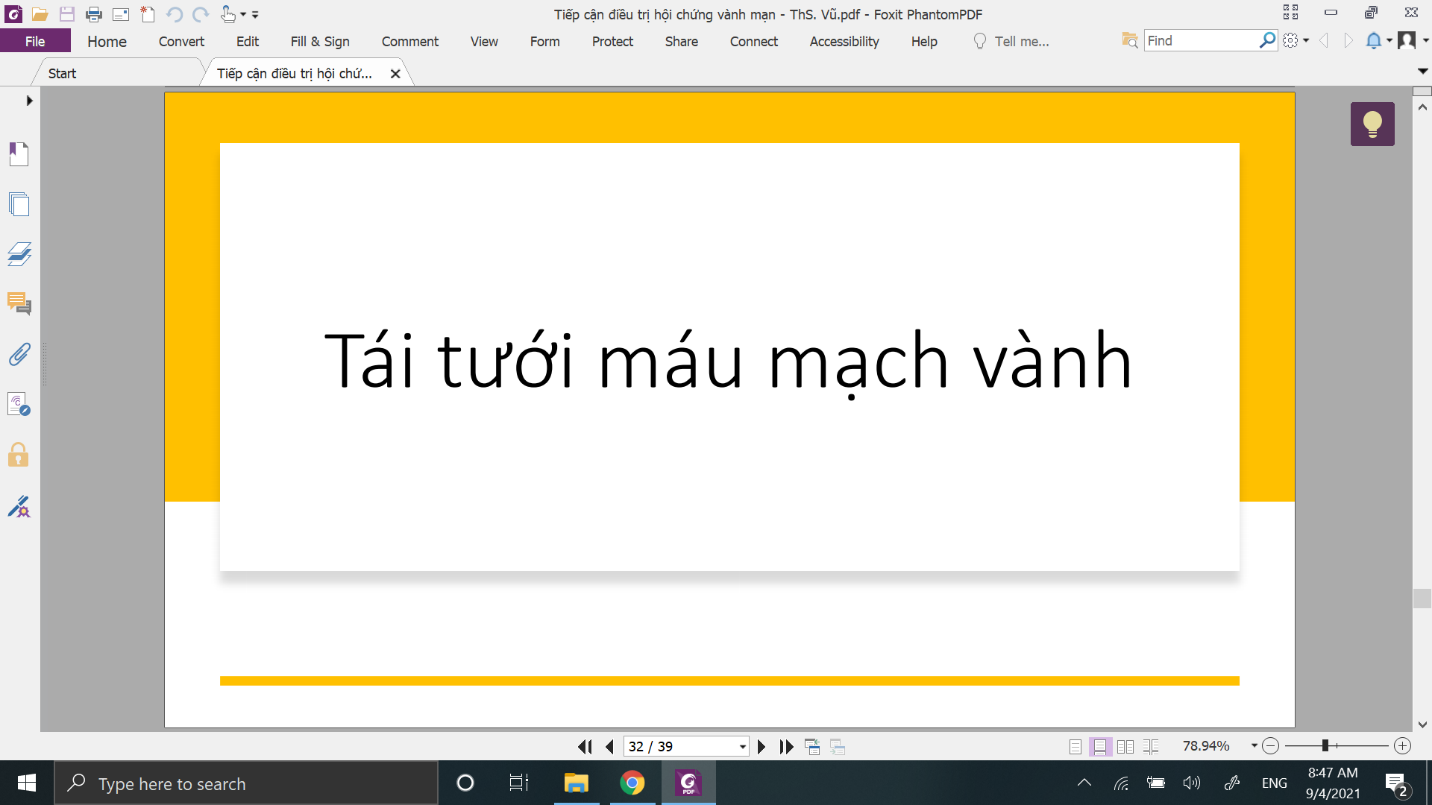 Tiếp cận điều trị hội chứng vành mạn - ThS. Vũ.pdf - Foxit PhantomPDF
File Home Convert Edit Fill & Sign Comment View Form Protect Share Connect Accessibility Help Tell me... Find
Start Tiếp cận điều trị hội chứ...
Tái tưới máu mạch vành
32 / 39 78.94%
Type here to search PDF ENG 8:47 AM
9/4/2021 2